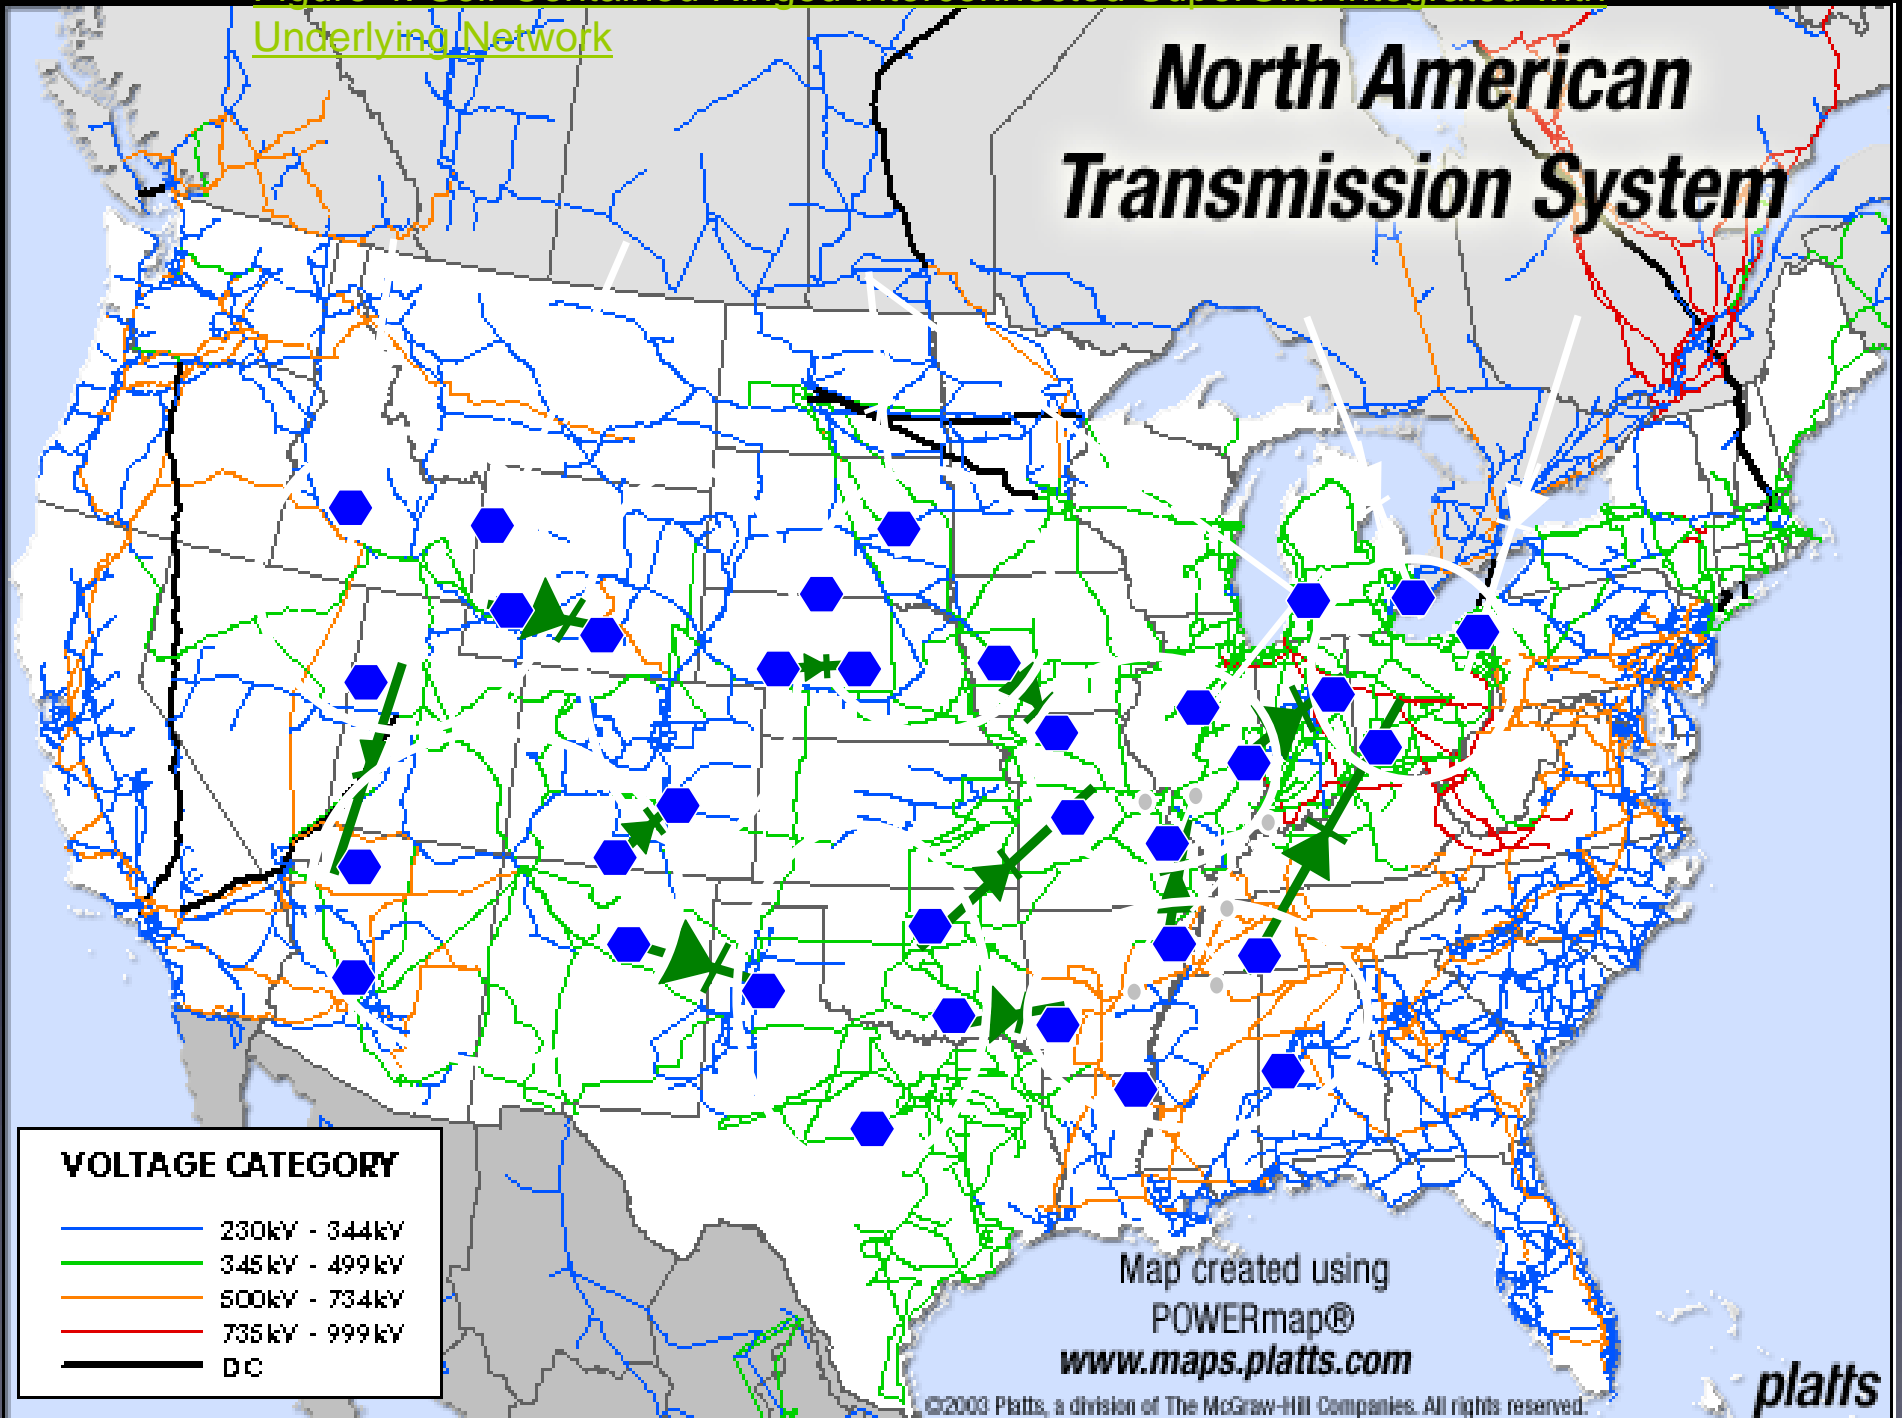 Underlying Network
North American
Transmission System
VOLTAGE CATEGORY
230kV - 344kV
345kV - 499kV
500kV - 734kV
735kV - 999kV
DC
Map created using
POWERmap®
www.maps.platts.com
©2003 Platts, a division of The McGraw-Hill Companies. All rights reserved.
platts